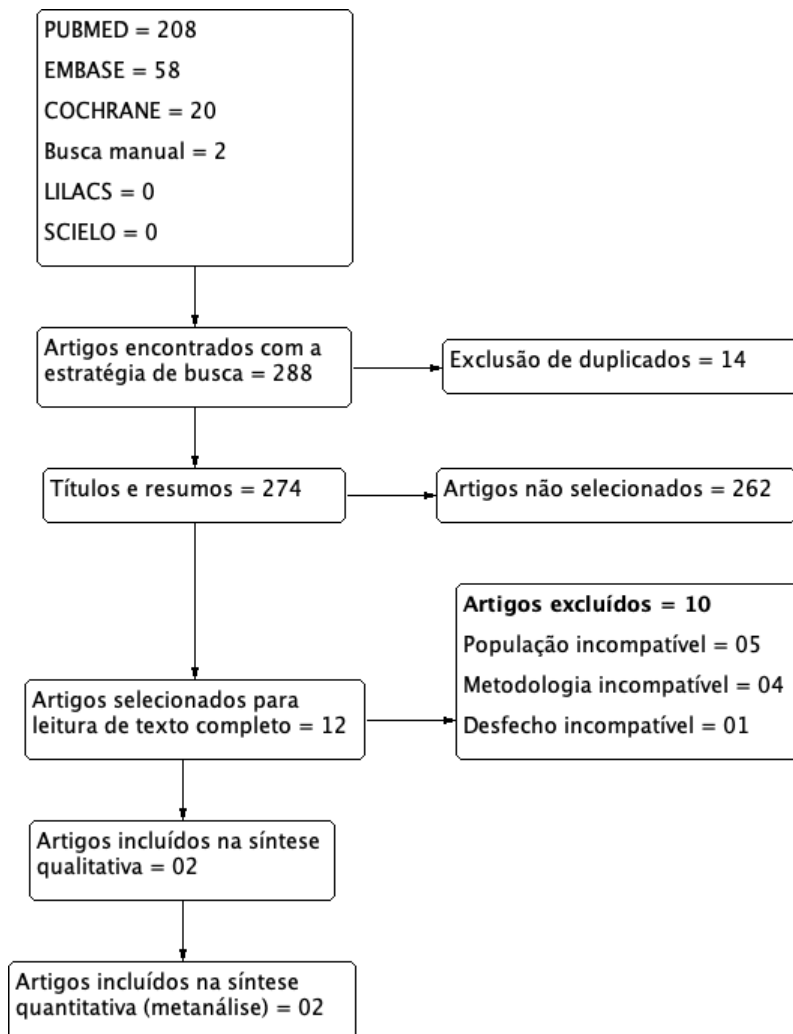 PUBMED = 208
EMBASE = 58
COCHRANE = 20
Busca manual = 2
LILACS = 0
SCIELO = 0
Artigos encontrados com a
estratégia de busca = 288
Exclusão de duplicados = 14
Títulos e resumos = 274
Artigos não selecionados = 262
Artigos excluídos = 10
População incompatível = 05
Metodologia incompatível = 04
Desfecho incompatível = 01
Artigos selecionados para
leitura de texto completo = 12
Artigos incluídos na síntese
qualitativa = 02
Artigos incluídos na síntese
quantitativa (metanálise) = 02